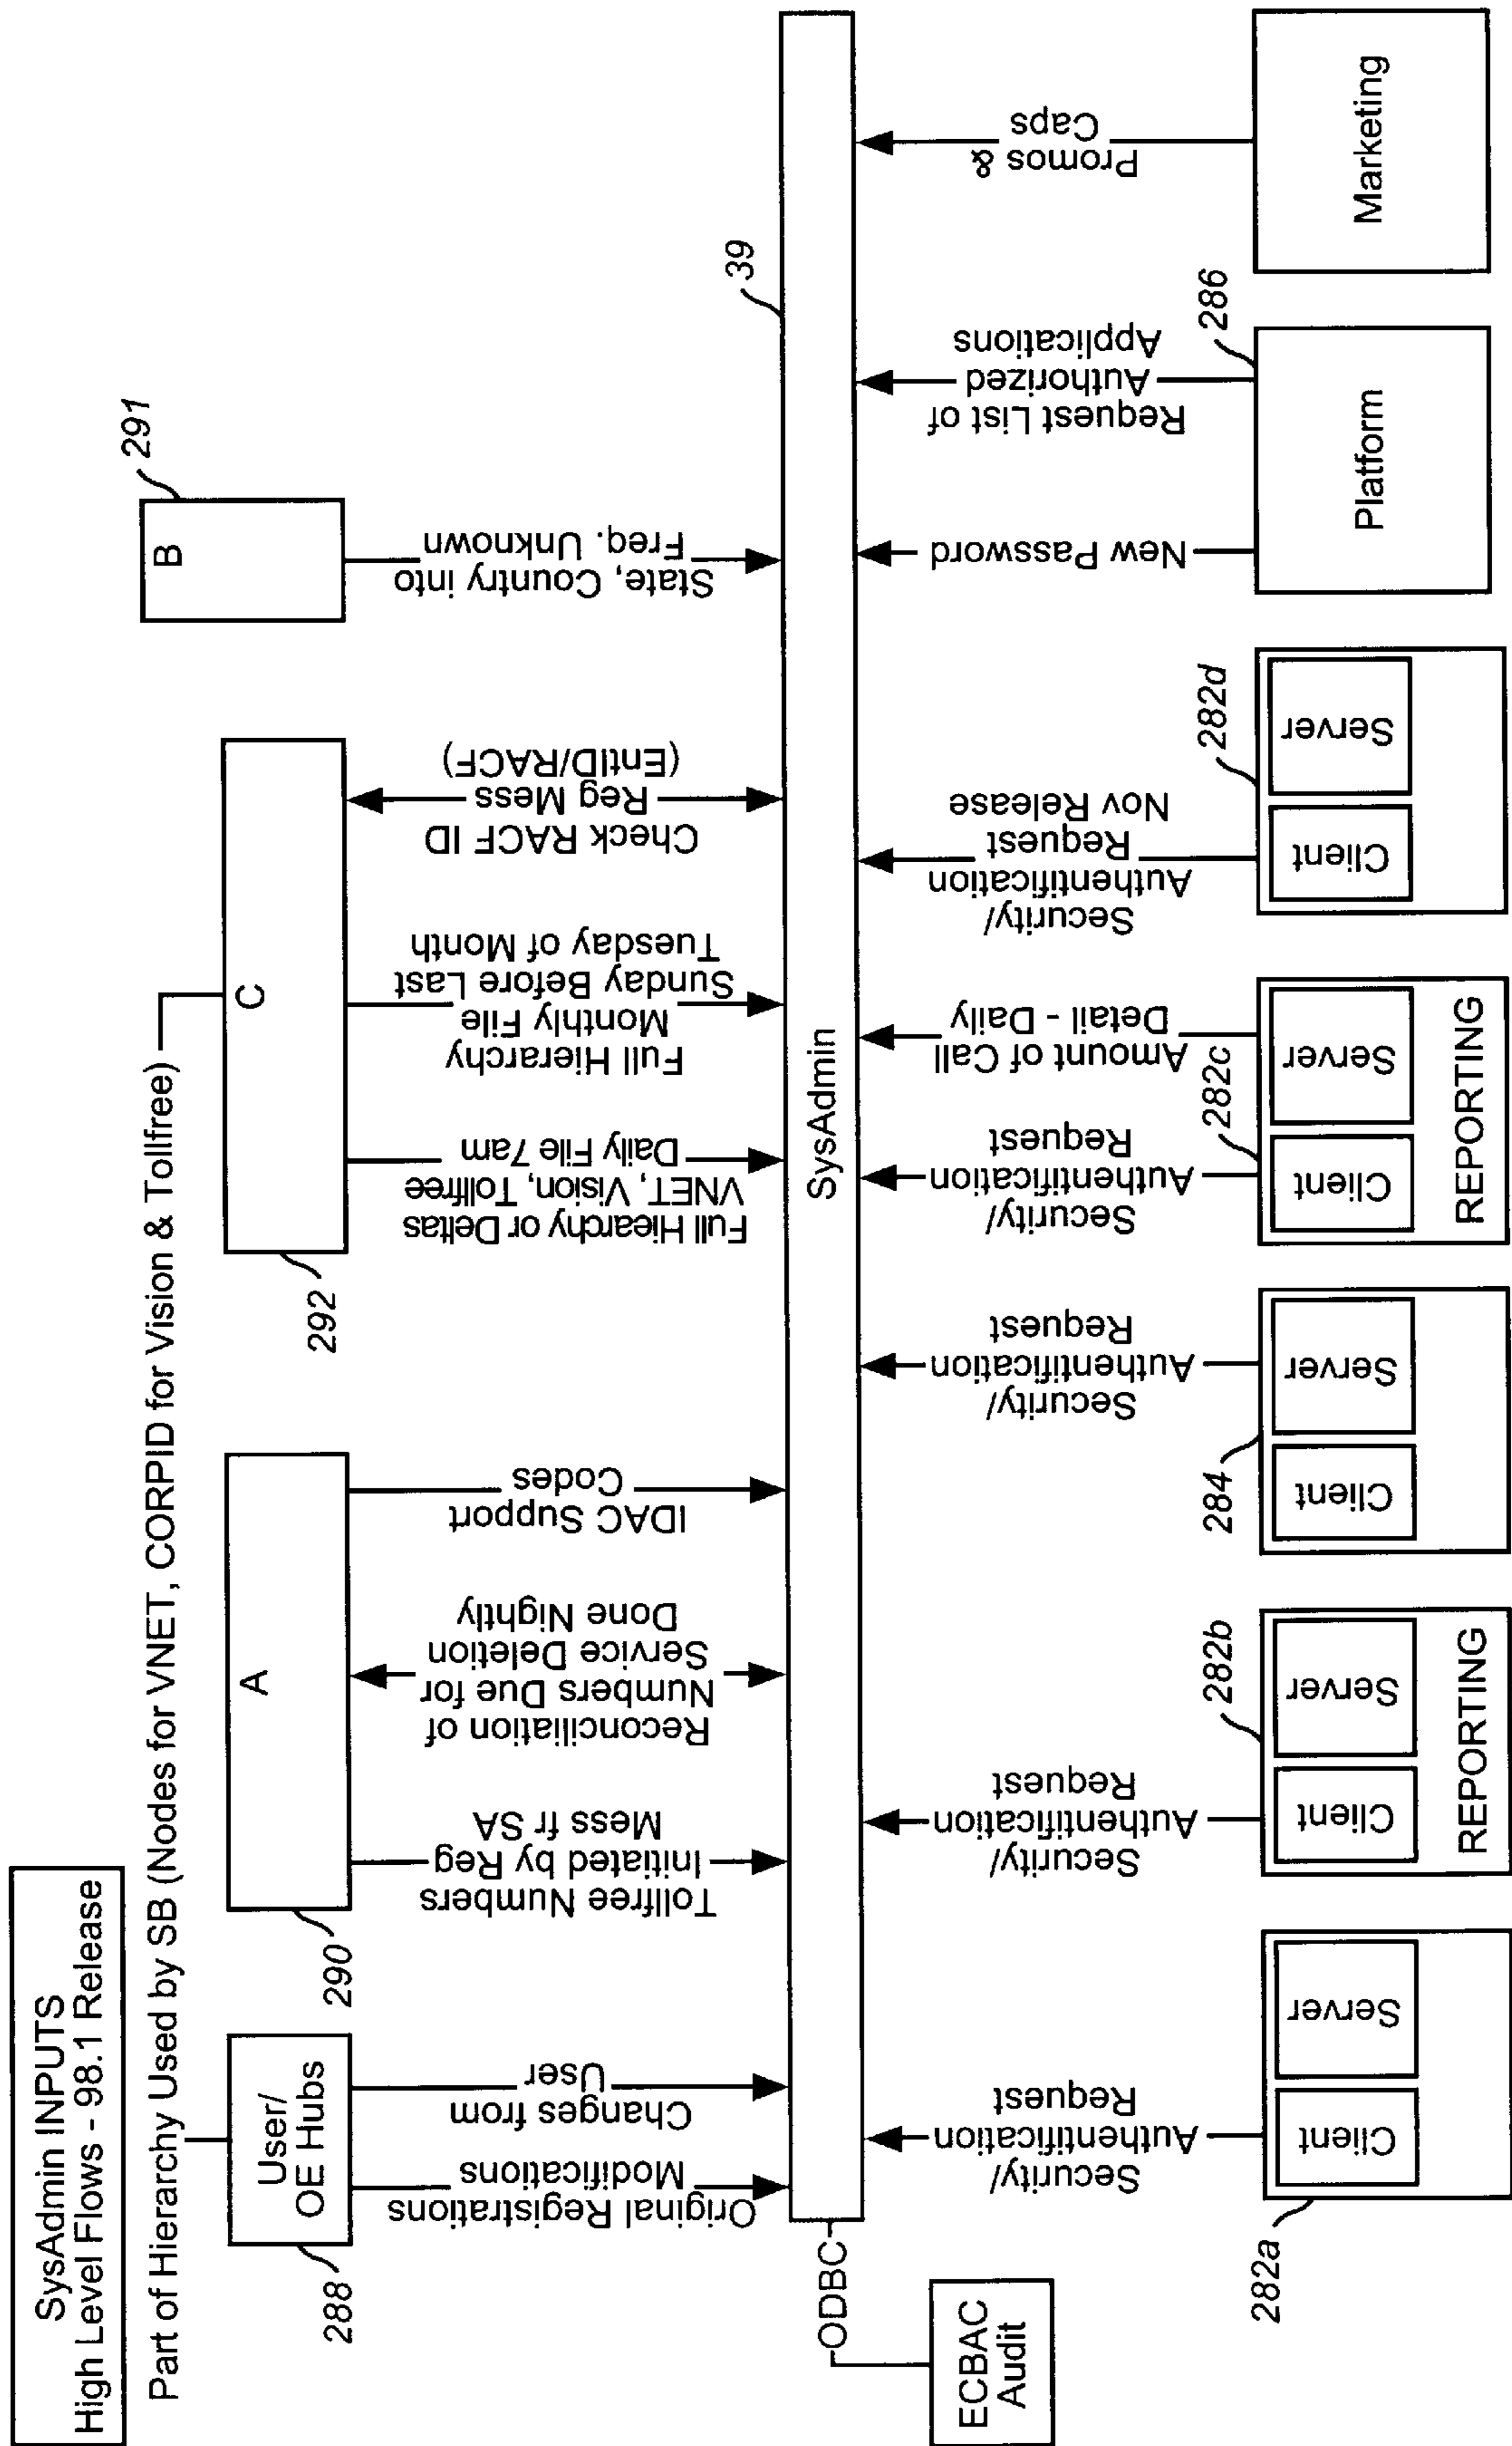 SysAdmin INPUTS
High Level Flows - 98.1 Release
Part of Hierarchy Used by SB (Nodes for VNET, CORPID for Vision & Tollfree)
User/
OE Hubs
288
Original Registrations
Modifications
Changes from
User
A
290
Tollfree Numbers
Initiated by Reg
Mess fr SA
Reconciliation of
Numbers Due for
Service Deletion
Done Nightly
IDAC Support
Codes
C
292
Full Hiearchy or Deltas
VNET, Vision, Tollfree
Daily File 7am
Full Hierarchy
Monthly File
Sunday Before Last
Tuesday of Month
Check RACF ID
Reg Mess
(EntID/RACF)
B
291
State, Country into
Freq. Unknown
39
SysAdmin
ODBC
ECBAC
Audit
Security/
Authentification
Request
282a
Client
Server
Security/
Authentification
Request
282b
Client
Server
REPORTING
Security/
Authentification
Request
284
Client
Server
Security/
Authentification
Request
282c
Amount of Call
Detail - Daily
Client
Server
REPORTING
Security/
Authentification
Request
Nov Release
282d
Client
Server
New Password
Request List of
Authorized
Applications
286
Platform
Promos &
Caps
Marketing